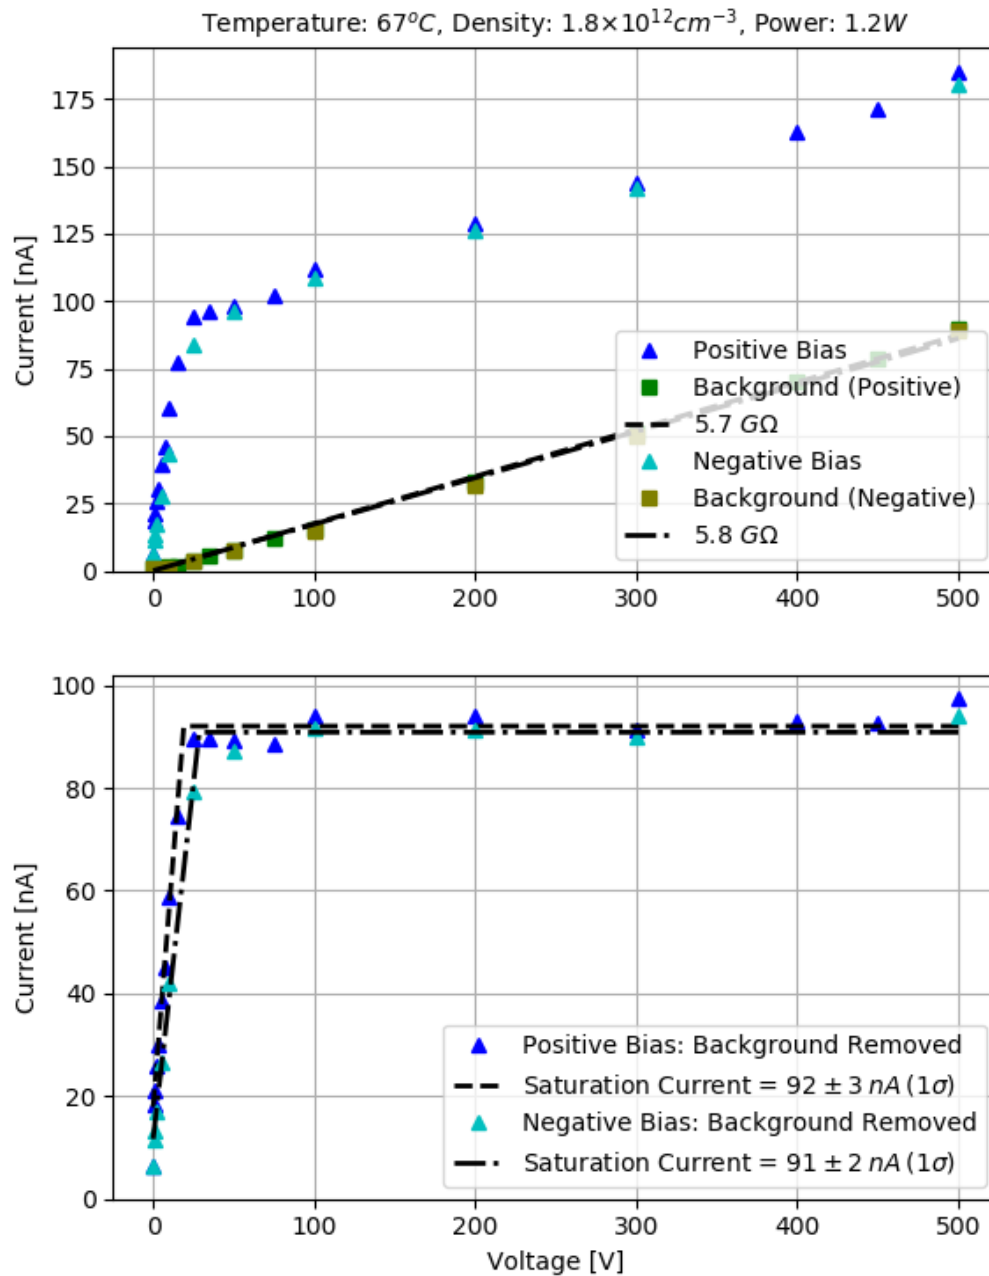 Temperature: 67°C, Density: 1.8×10¹²cm⁻³, Power: 1.2W
175
150
125
100
75
50
25
0
Current [nA]
Positive Bias
Background (Positive)
5.7 GΩ
Negative Bias
Background (Negative)
5.8 GΩ
0 100 200 300 400 500
100
80
60
40
20
0
Current [nA]
Positive Bias: Background Removed
Saturation Current = 92 ± 3 nA (1σ)
Negative Bias: Background Removed
Saturation Current = 91 ± 2 nA (1σ)
0 100 200 300 400 500
Voltage [V]